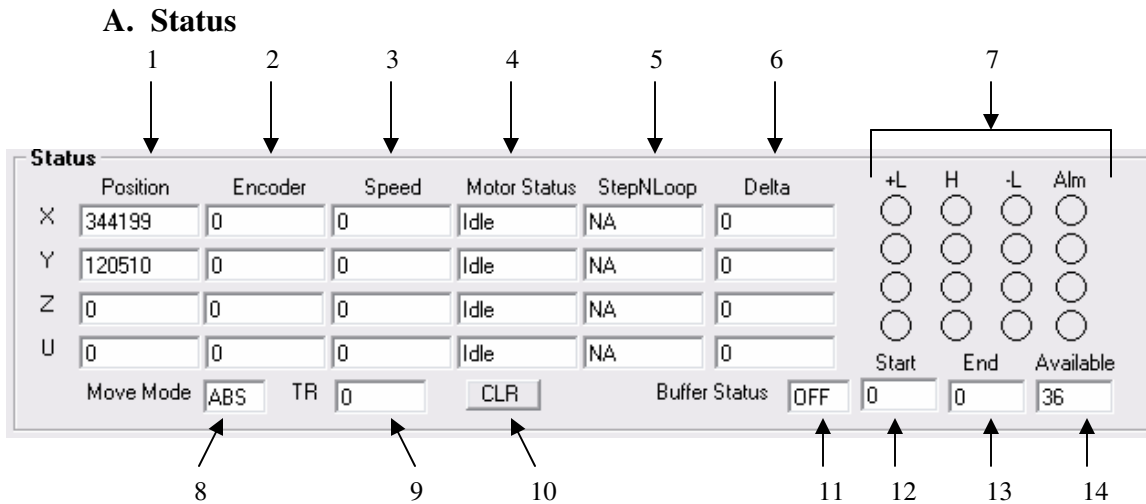 A. Status
1 2 3 4 5 6 7
Status
Position Encoder Speed Motor Status StepNLoop Delta +L H -L Alm
X 344199 0 0 Idle NA 0
Y 120510 0 0 Idle NA 0
Z 0 0 0 Idle NA 0
U 0 0 0 Idle NA 0
Start End Available
Move Mode ABS TR 0 CLR Buffer Status OFF 0 0 36
8 9 10 11 12 13 14